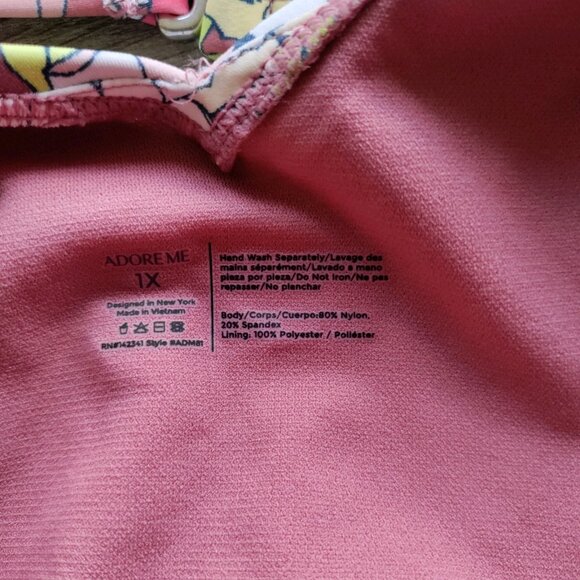 ADORE ME
1X
Designed in New York
Made in Vietnam
RN#142341 Style #ADM81
Hand Wash Separately/Lavage des
mains séparément/Lavado a mano
pieza por pieza/Do Not Iron/Ne pas
repasser/No planchar
Body/Corps/Cuerpo:80% Nylon,
20% Spandex
Lining: 100% Polyester / Poliéster